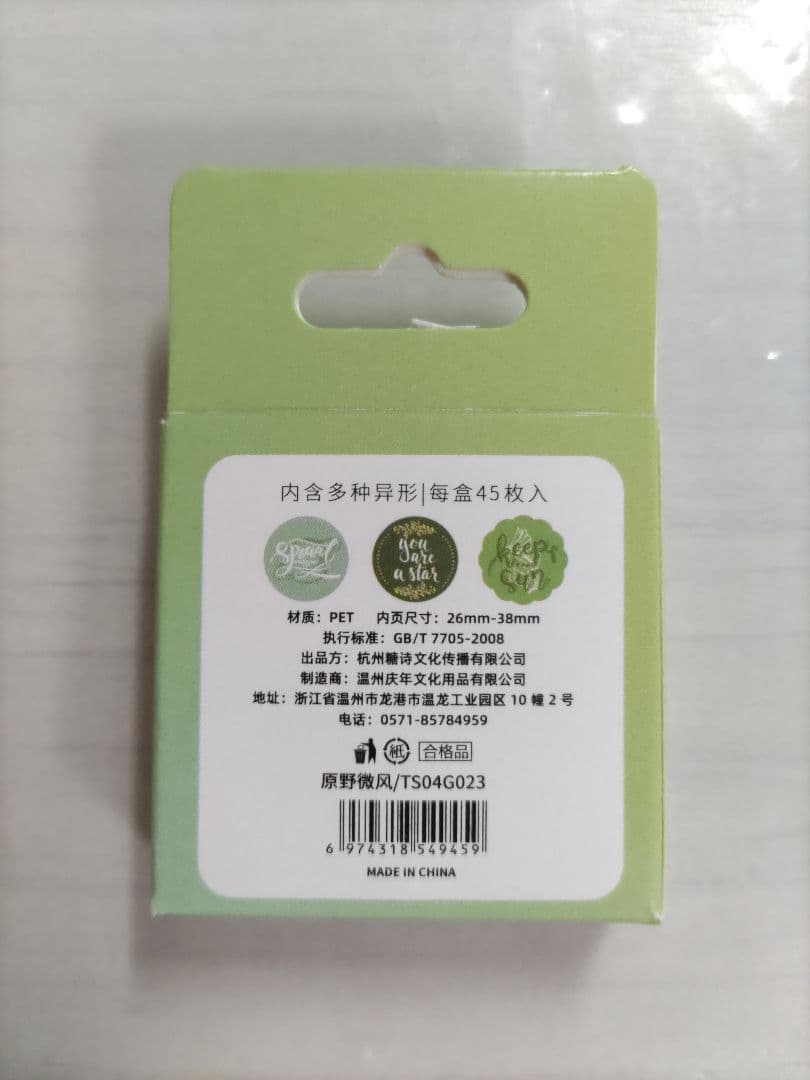 内含多种异形|每盒45枚入
Special
you are a star
keep sun
材质：PET 内页尺寸：26mm-38mm
执行标准：GB/T 7705-2008
出品方：杭州糖诗文化传播有限公司
制造商：温州庆年文化用品有限公司
地址：浙江省温州市龙港市温龙工业园区 10 幢 2 号
电话：0571-85784959
紙 合格品
原野微风/TS04G023
6 974318 549459
MADE IN CHINA